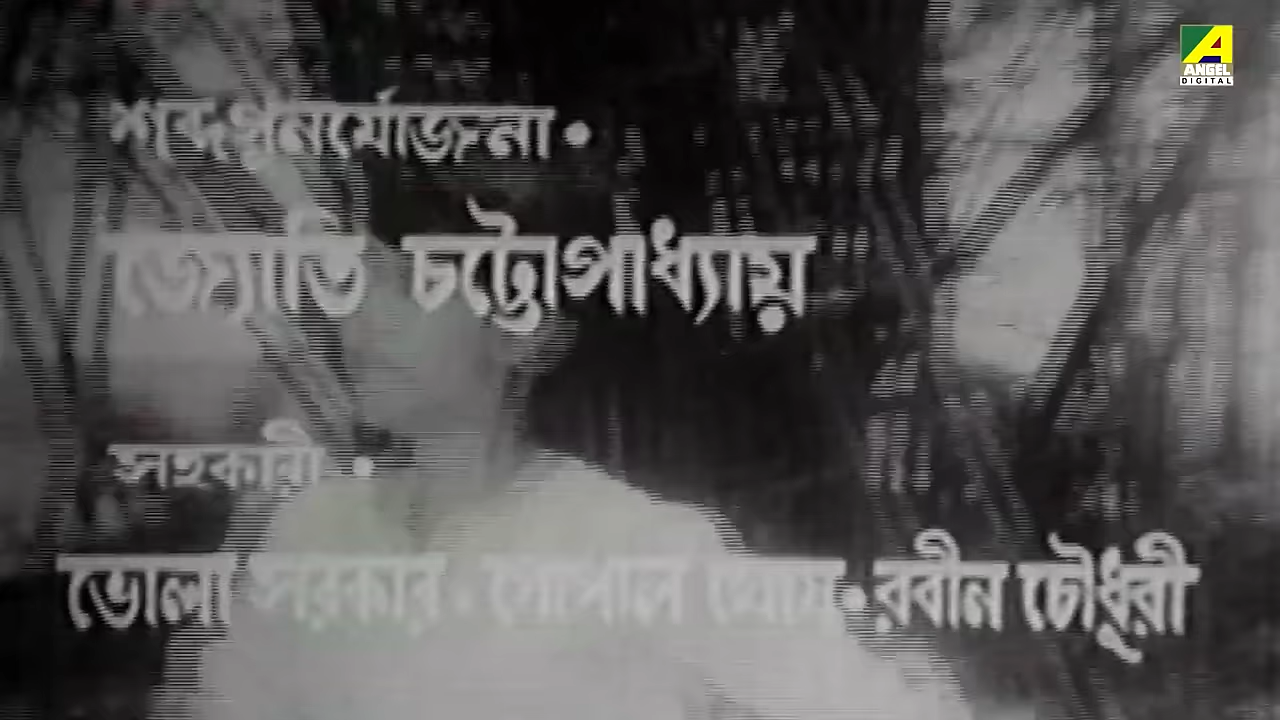 ANGEL
DIGITAL
শব্দপুনর্যোজনা •
জ্যোতি চট্টোপাধ্যায়
সহকারী •
ভোলা সরকার • গোপাল ঘোষ • রবীন চৌধুরী